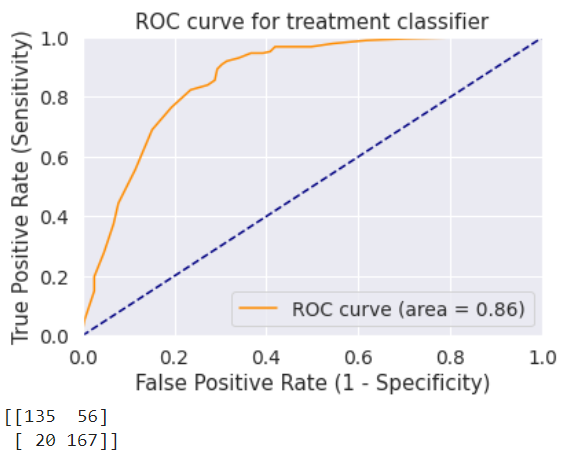 ROC curve for treatment classifier
1.0
0.8
0.6
0.4
0.2
0.0
True Positive Rate (Sensitivity)
ROC curve (area = 0.86)
0.0 0.2 0.4 0.6 0.8 1.0
False Positive Rate (1 - Specificity)
[[135  56]
 [ 20 167]]